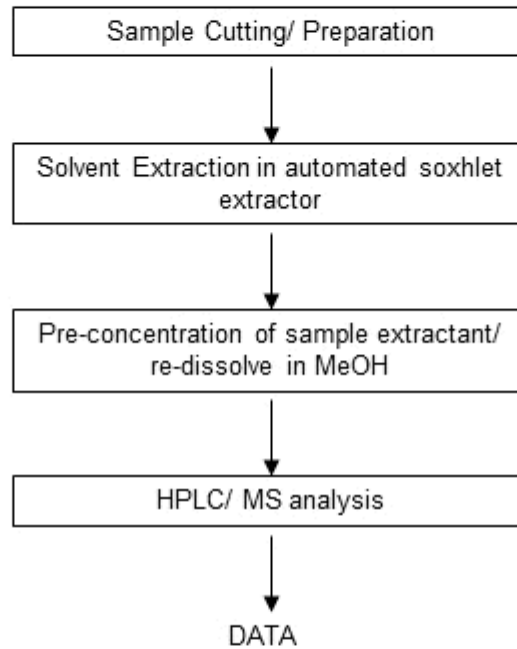 Sample Cutting/ Preparation
Solvent Extraction in automated soxhlet
extractor
Pre-concentration of sample extractant/
re-dissolve in MeOH
HPLC/ MS analysis
DATA